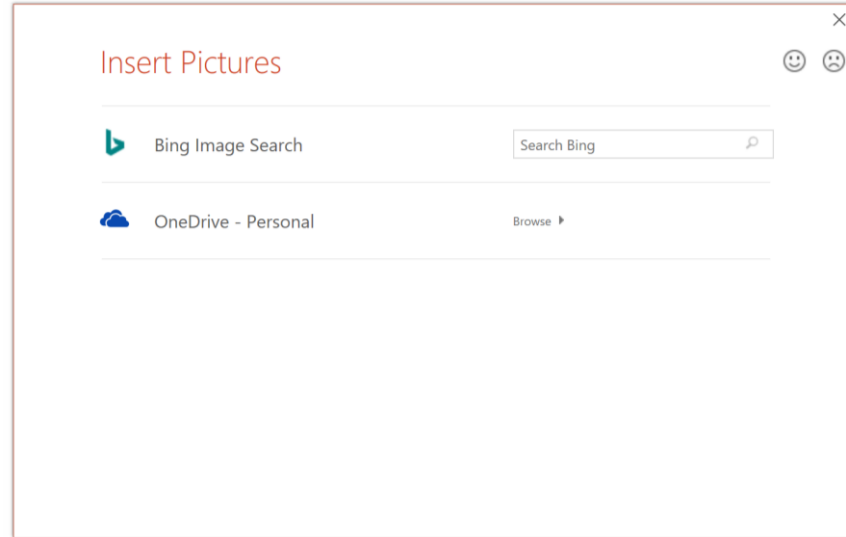 Insert Pictures
Bing Image Search
Search Bing
OneDrive - Personal
Browse